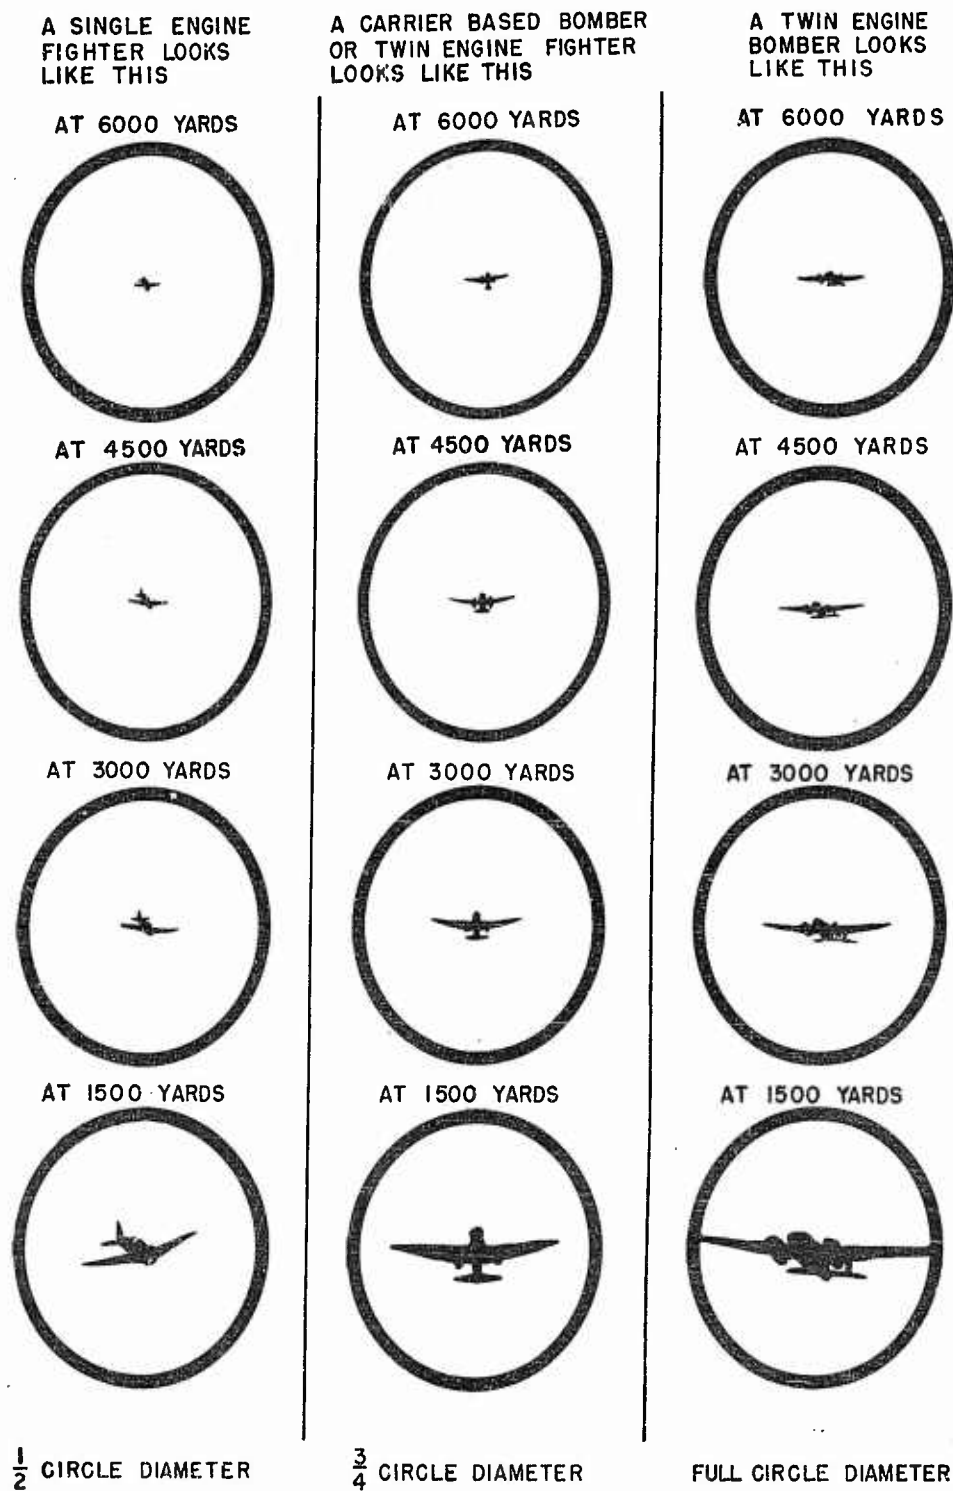 A SINGLE ENGINE
FIGHTER LOOKS
LIKE THIS
AT 6000 YARDS
AT 4500 YARDS
AT 3000 YARDS
AT 1500 YARDS
1/2 CIRCLE DIAMETER
A CARRIER BASED BOMBER
OR TWIN ENGINE FIGHTER
LOOKS LIKE THIS
AT 6000 YARDS
AT 4500 YARDS
AT 3000 YARDS
AT 1500 YARDS
3/4 CIRCLE DIAMETER
A TWIN ENGINE
BOMBER LOOKS
LIKE THIS
AT 6000 YARDS
AT 4500 YARDS
AT 3000 YARDS
AT 1500 YARDS
FULL CIRCLE DIAMETER